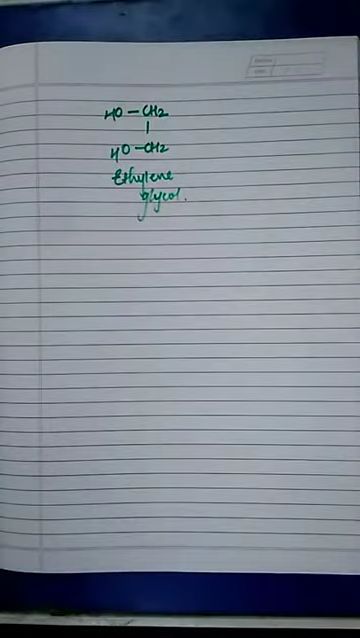 HO-CH2
|
HO-CH2
Ethylene
glycol.